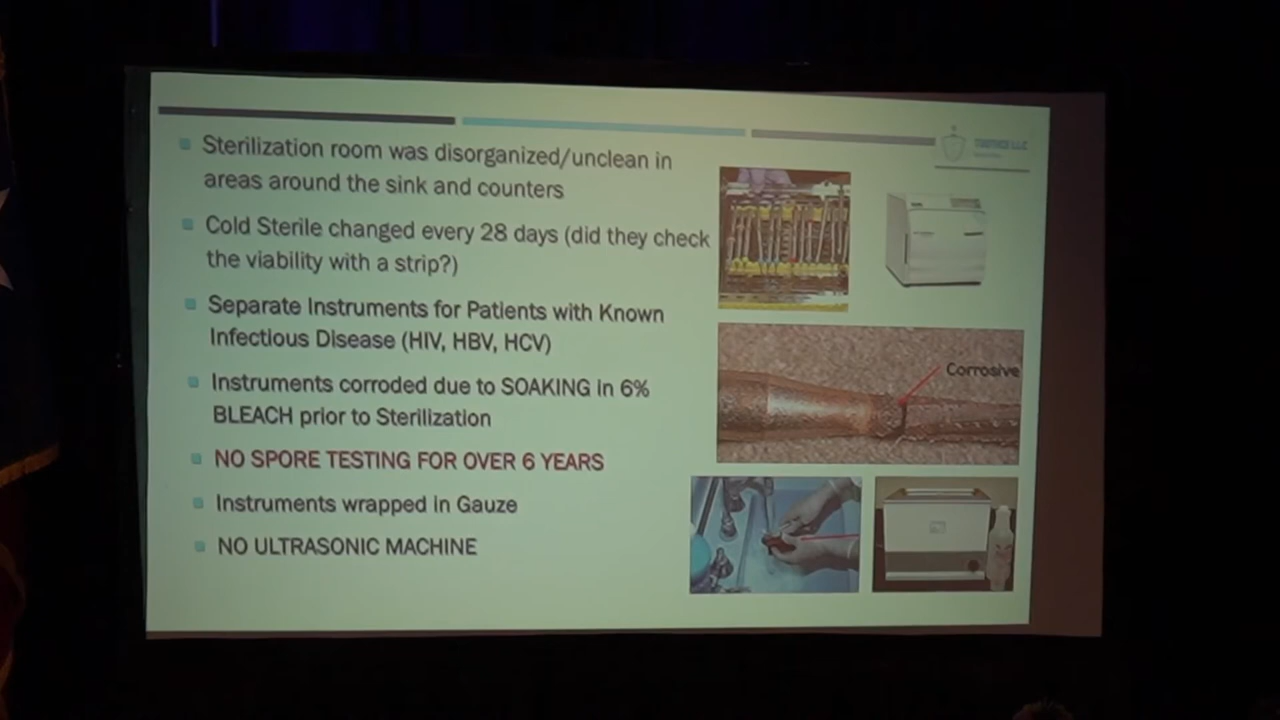 Sterilization room was disorganized/unclean in
areas around the sink and counters
Cold Sterile changed every 28 days (did they check
the viability with a strip?)
Separate Instruments for Patients with Known
Infectious Disease (HIV, HBV, HCV)
Instruments corroded due to SOAKING in 6%
BLEACH prior to Sterilization
NO SPORE TESTING FOR OVER 6 YEARS
Instruments wrapped in Gauze
NO ULTRASONIC MACHINE
Corrosive
LLC